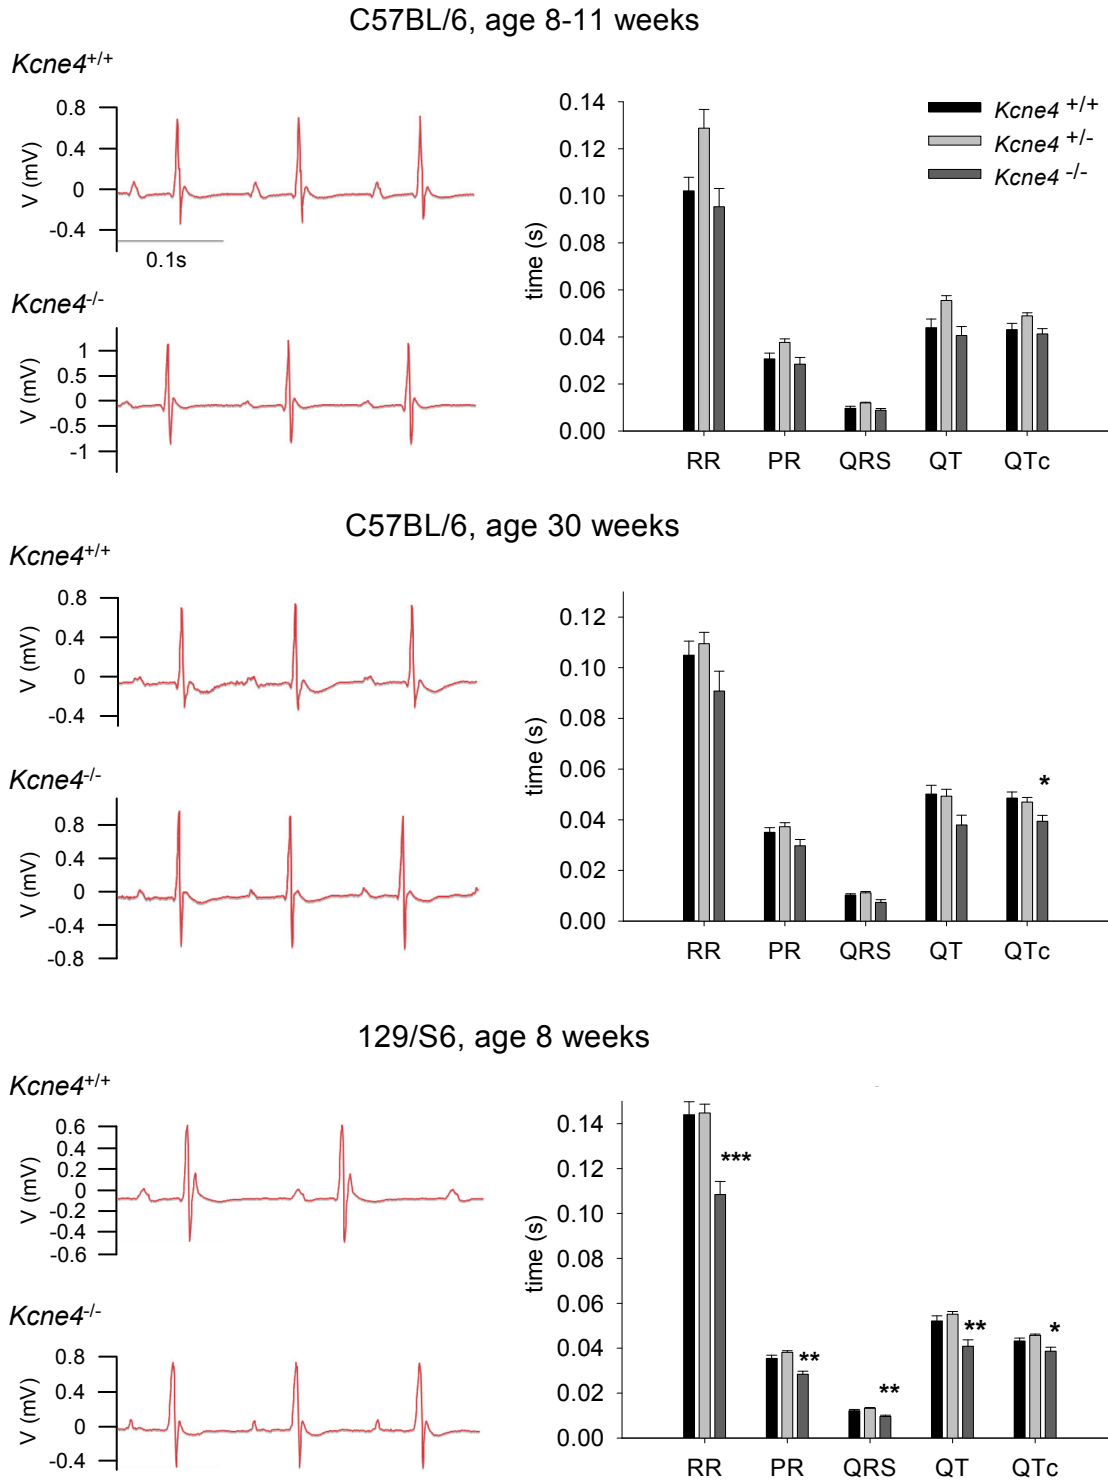 C57BL/6, age 8-11 weeks
Kcne4+/+
V (mV)
0.8
0.4
0
-0.4
0.1s
Kcne4-/-
V (mV)
1
0.5
0
-0.5
-1
time (s)
0.14
0.12
0.10
0.08
0.06
0.04
0.02
0.00
RR PR QRS QT QTc
Kcne4 +/+
Kcne4 +/-
Kcne4 -/-
C57BL/6, age 30 weeks
Kcne4+/+
V (mV)
0.8
0.4
0
-0.4
Kcne4-/-
V (mV)
0.8
0.4
0
-0.4
-0.8
time (s)
0.12
0.10
0.08
0.06
0.04
0.02
0.00
*
RR PR QRS QT QTc
129/S6, age 8 weeks
Kcne4+/+
V (mV)
0.6
0.4
0.2
-0.2
-0.4
-0.6
Kcne4-/-
V (mV)
0.8
0.4
0
-0.4
time (s)
0.14
0.12
0.10
0.08
0.06
0.04
0.02
0.00
***
**
**
**
*
RR PR QRS QT QTc